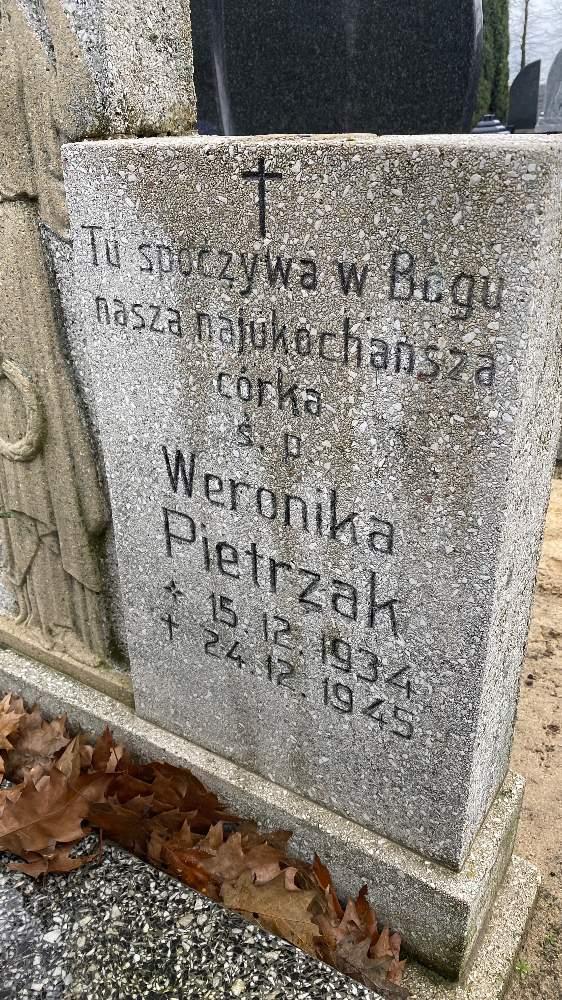 Tu spoczywa w Bogu
nasza najukochańsza
córka
ś. p.
Weronika
Pietrzak
* 15.12.1934
† 24.12.1945